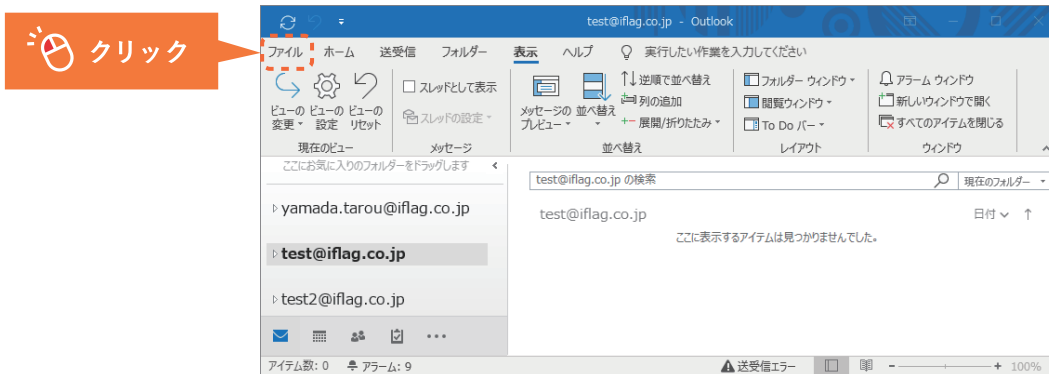 クリック
test@iflag.co.jp - Outlook
ファイル ホーム 送受信 フォルダー 表示 ヘルプ 実行したい作業を入力してください
ビューの変更 ビューの設定 ビューのリセット
現在のビュー
スレッドとして表示
スレッドの設定
メッセージ
メッセージのプレビュー 並べ替え
逆順で並べ替え
列の追加
展開/折りたたみ
並べ替え
フォルダー ウィンドウ
閲覧ウィンドウ
To Do バー
レイアウト
アラーム ウィンドウ
新しいウィンドウで開く
すべてのアイテムを閉じる
ウィンドウ
ここにお気に入りのフォルダーをドラッグします
yamada.tarou@iflag.co.jp
test@iflag.co.jp
test2@iflag.co.jp
test@iflag.co.jp の検索 現在のフォルダー
test@iflag.co.jp 日付
ここに表示するアイテムは見つかりませんでした。
アイテム数: 0 アラーム: 9 送受信エラー 100%